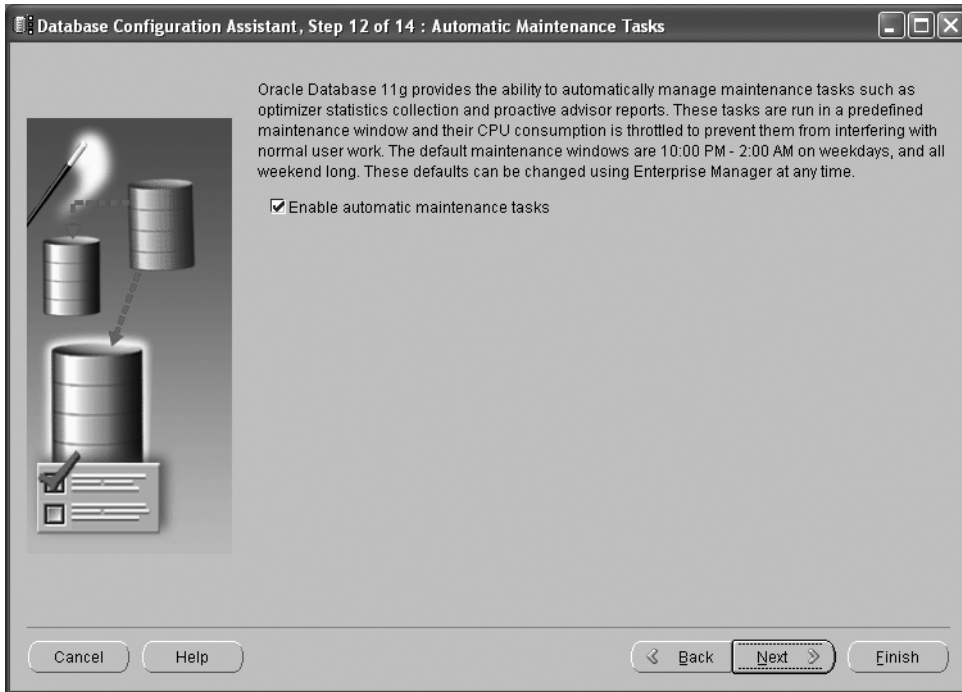 Database Configuration Assistant, Step 12 of 14 : Automatic Maintenance Tasks
Oracle Database 11g provides the ability to automatically manage maintenance tasks such as
optimizer statistics collection and proactive advisor reports. These tasks are run in a predefined
maintenance window and their CPU consumption is throttled to prevent them from interfering with
normal user work. The default maintenance windows are 10:00 PM - 2:00 AM on weekdays, and all
weekend long. These defaults can be changed using Enterprise Manager at any time.
Enable automatic maintenance tasks
Cancel Help Back Next Finish